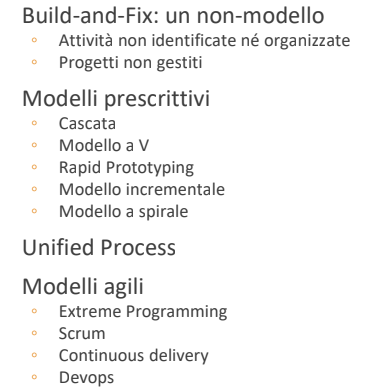 Build-and-Fix: un non-modello
◦ Attività non identificate né organizzate
◦ Progetti non gestiti
Modelli prescrittivi
◦ Cascata
◦ Modello a V
◦ Rapid Prototyping
◦ Modello incrementale
◦ Modello a spirale
Unified Process
Modelli agili
◦ Extreme Programming
◦ Scrum
◦ Continuous delivery
◦ Devops